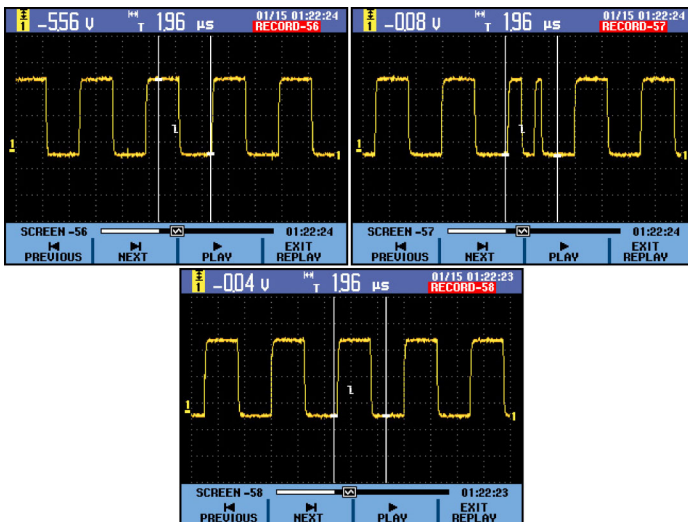 1 -5.56 V T 1.96 µs 01/15 01:22:24
RECORD-56
1
1
SCREEN -56 01:22:24
PREVIOUS NEXT PLAY EXIT REPLAY
1 -0.08 V T 1.96 µs 01/15 01:22:24
RECORD-57
1
1
SCREEN -57 01:22:24
PREVIOUS NEXT PLAY EXIT REPLAY
1 -0.04 V T 1.96 µs 01/15 01:22:23
RECORD-58
1
1
SCREEN -58 01:22:23
PREVIOUS NEXT PLAY EXIT REPLAY